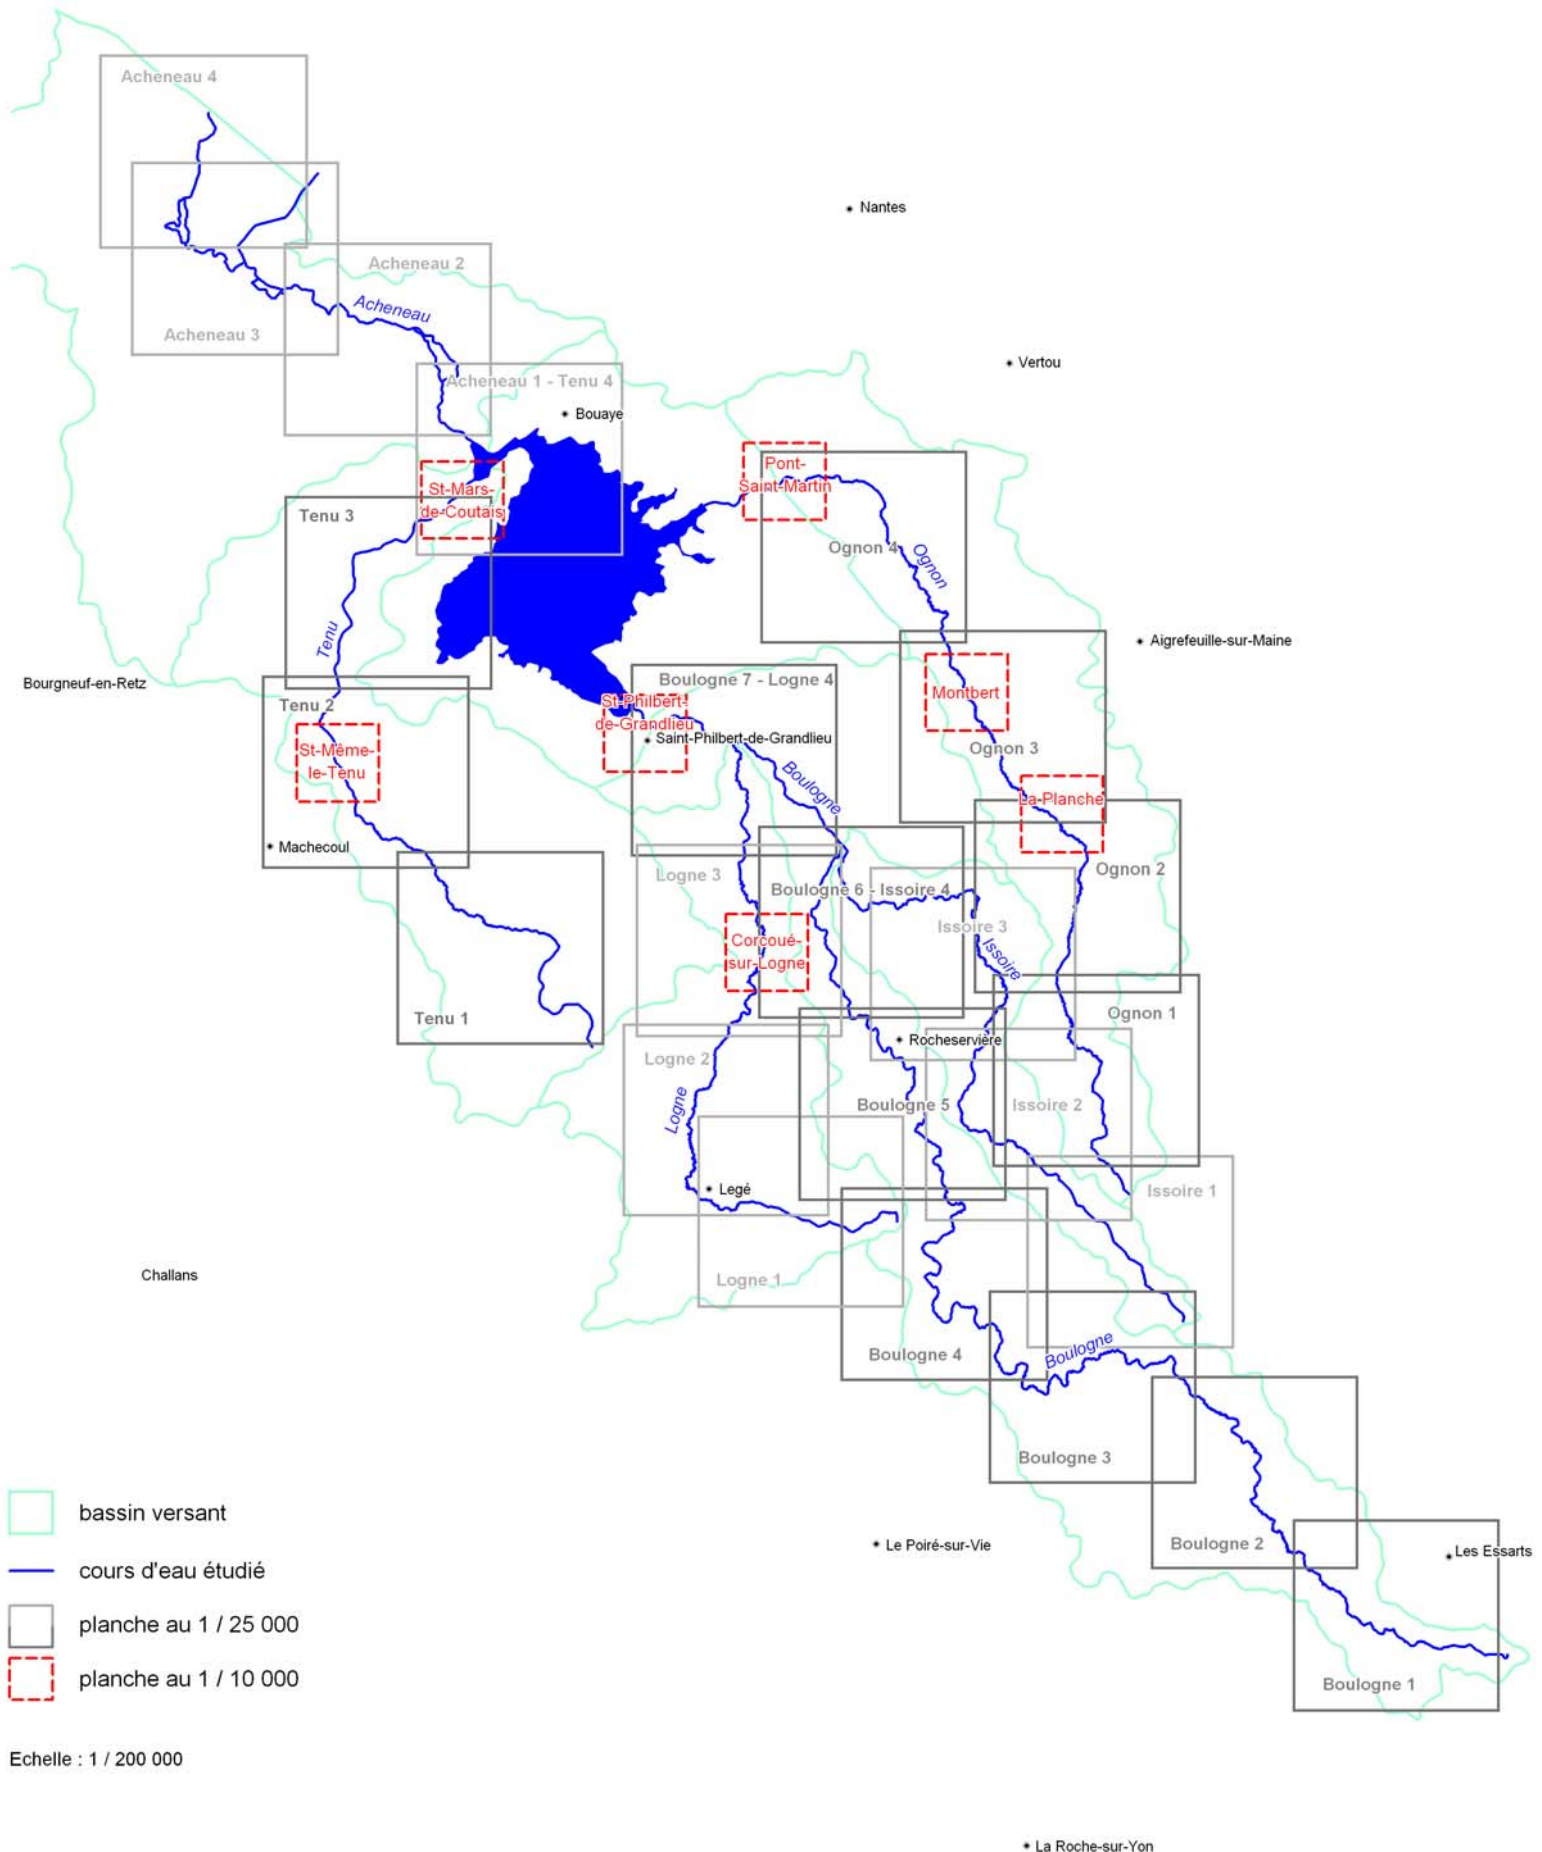 Acheneau 4
Nantes
Acheneau 2
Acheneau
Acheneau 3
Vertou
Acheneau 1 - Tenu 4
Bouaye
Pont-
Saint-Martin
St-Mars-
de-Coutais
Tenu 3
Ognon 4
Ognon
Tenu
Aigrefeuille-sur-Maine
Bourgneuf-en-Retz
Boulogne 7 - Logne 4
Montbert
Tenu 2
St-Philbert-
de-Grandlieu
Saint-Philbert-de-Grandlieu
St-Même-
le-Tenu
Ognon 3
Boulogne
La-Planche
Machecoul
Logne 3
Boulogne 6 - Issoire 4
Ognon 2
Issoire 3
Corcoué-
sur-Logne
Issoire
Tenu 1
Ognon 1
Rocheservière
Logne 2
Logne
Boulogne 5
Issoire 2
Legé
Issoire 1
Challans
Logne 1
Boulogne 4
Boulogne
Boulogne 3
bassin versant
Boulogne 2
Le Poiré-sur-Vie
Les Essarts
cours d'eau étudié
planche au 1 / 25 000
planche au 1 / 10 000
Boulogne 1
Echelle : 1 / 200 000
La Roche-sur-Yon